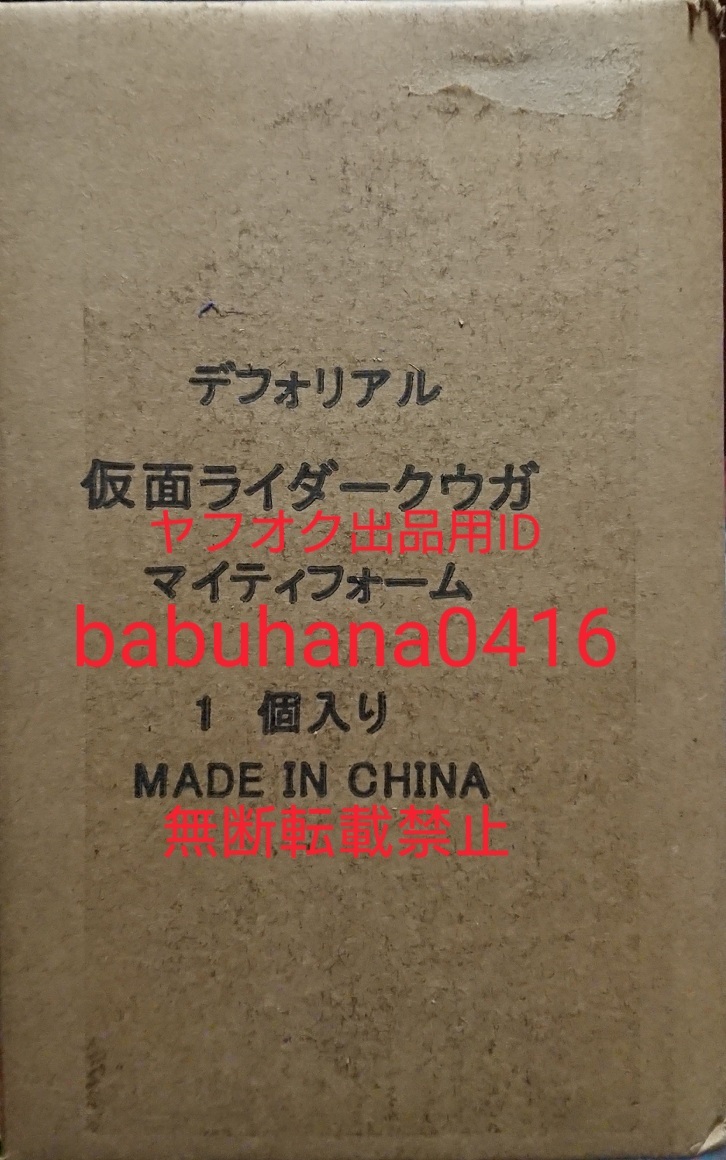 デフォリアル
仮面ライダークウガ
ヤフオク出品用ID
マイティフォーム
babuhana0416
1 個入り
MADE IN CHINA
無断転載禁止